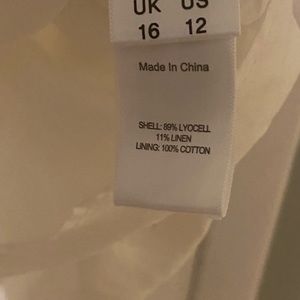 UK US
16 12
Made In China
SHELL: 89% LYOCELL
11% LINEN
LINING: 100% COTTON